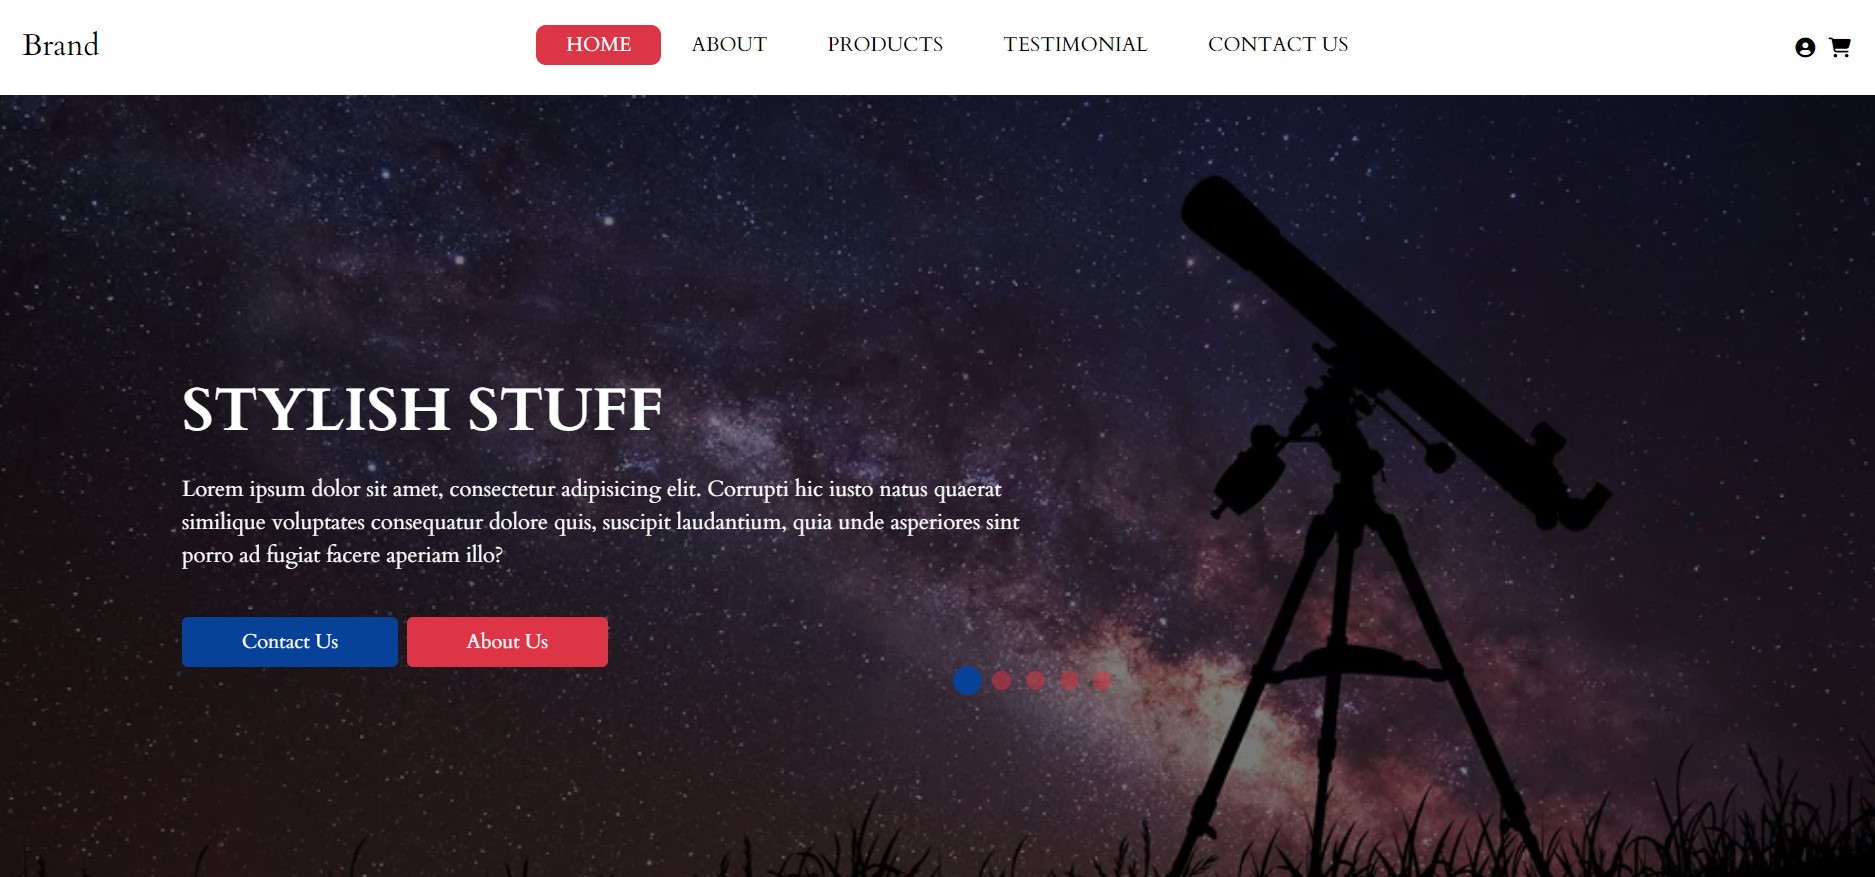 Brand
HOME ABOUT PRODUCTS TESTIMONIAL CONTACT US
STYLISH STUFF
Lorem ipsum dolor sit amet, consectetur adipisicing elit. Corrupti hic iusto natus quaerat
similique voluptates consequatur dolore quis, suscipit laudantium, quia unde asperiores sint
porro ad fugiat facere aperiam illo?
Contact Us About Us